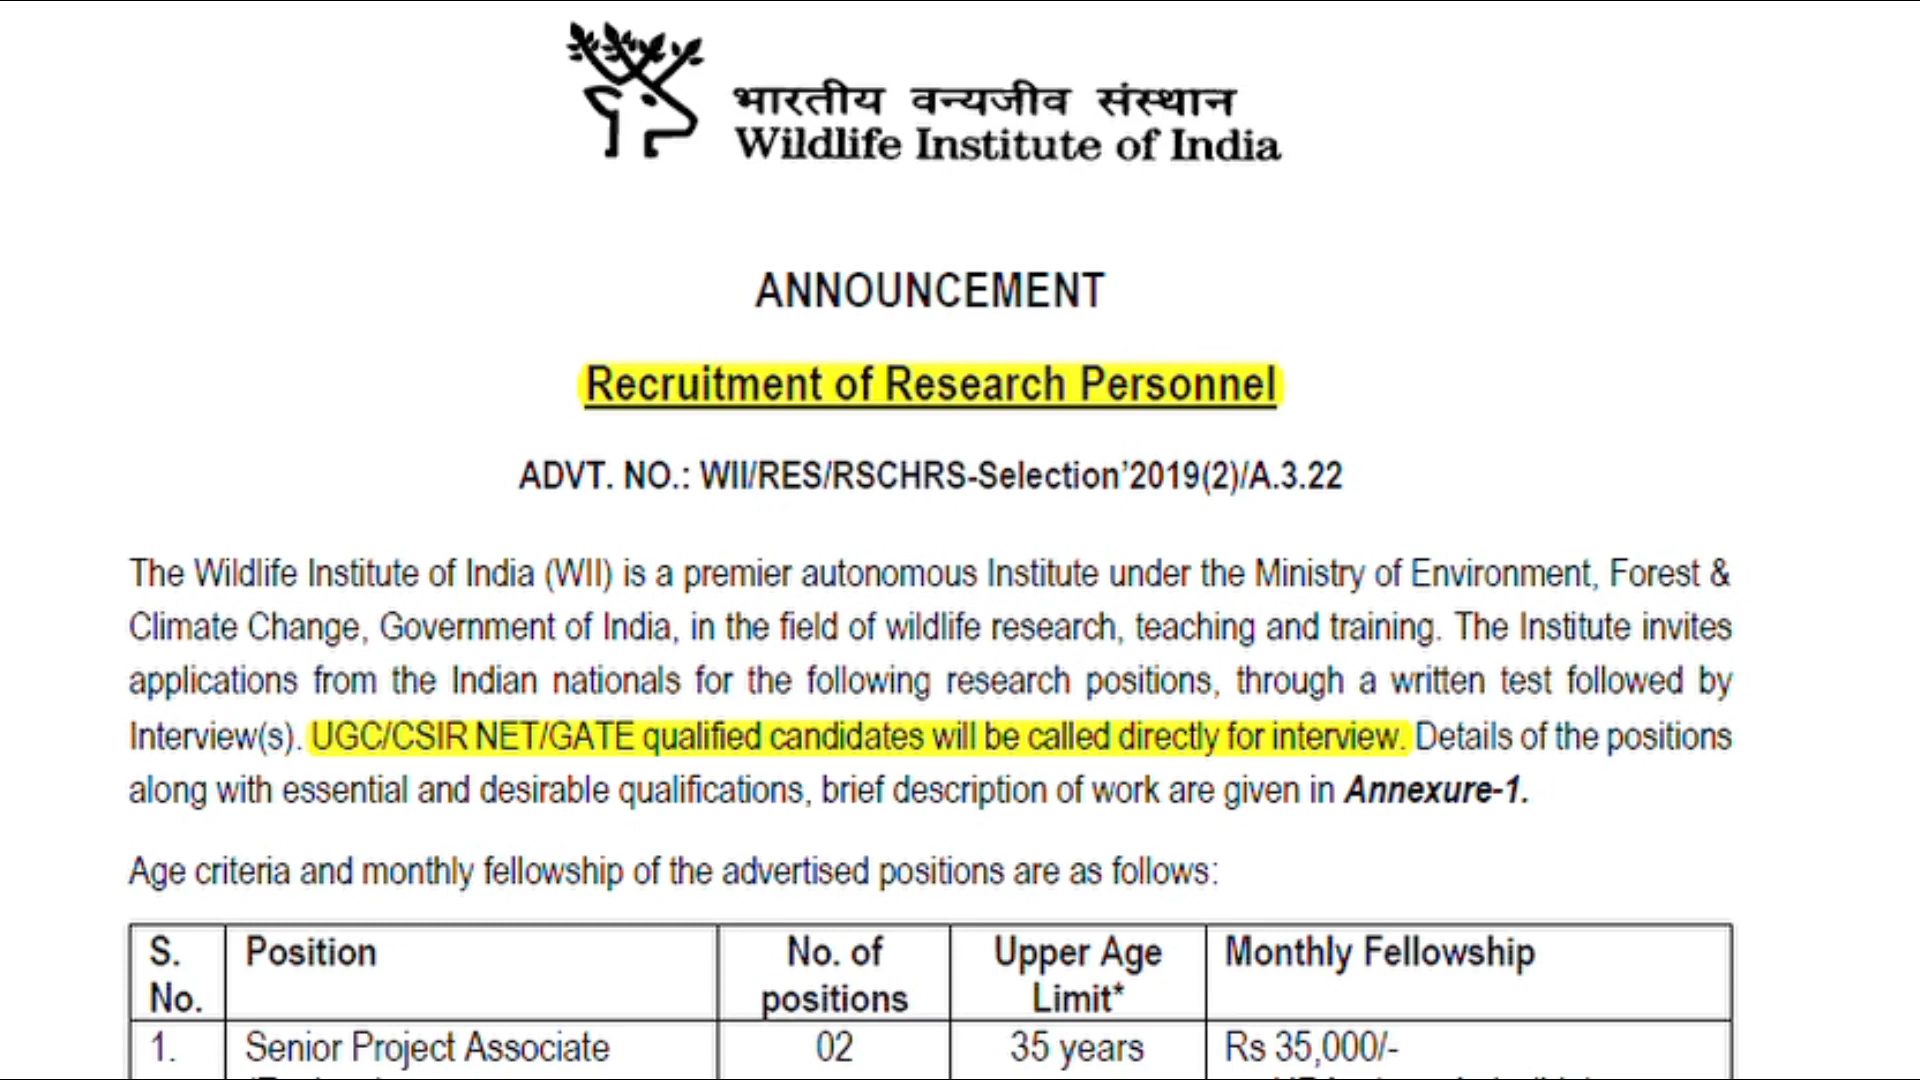 भारतीय वन्यजीव संस्थान
Wildlife Institute of India
ANNOUNCEMENT
Recruitment of Research Personnel
ADVT. NO.: WII/RES/RSCHRS-Selection’2019(2)/A.3.22
The Wildlife Institute of India (WII) is a premier autonomous Institute under the Ministry of Environment, Forest &
Climate Change, Government of India, in the field of wildlife research, teaching and training. The Institute invites
applications from the Indian nationals for the following research positions, through a written test followed by
Interview(s). UGC/CSIR NET/GATE qualified candidates will be called directly for interview. Details of the positions
along with essential and desirable qualifications, brief description of work are given in Annexure-1.
Age criteria and monthly fellowship of the advertised positions are as follows:
S. No. Position No. of positions Upper Age Limit* Monthly Fellowship
1. Senior Project Associate 02 35 years Rs 35,000/-